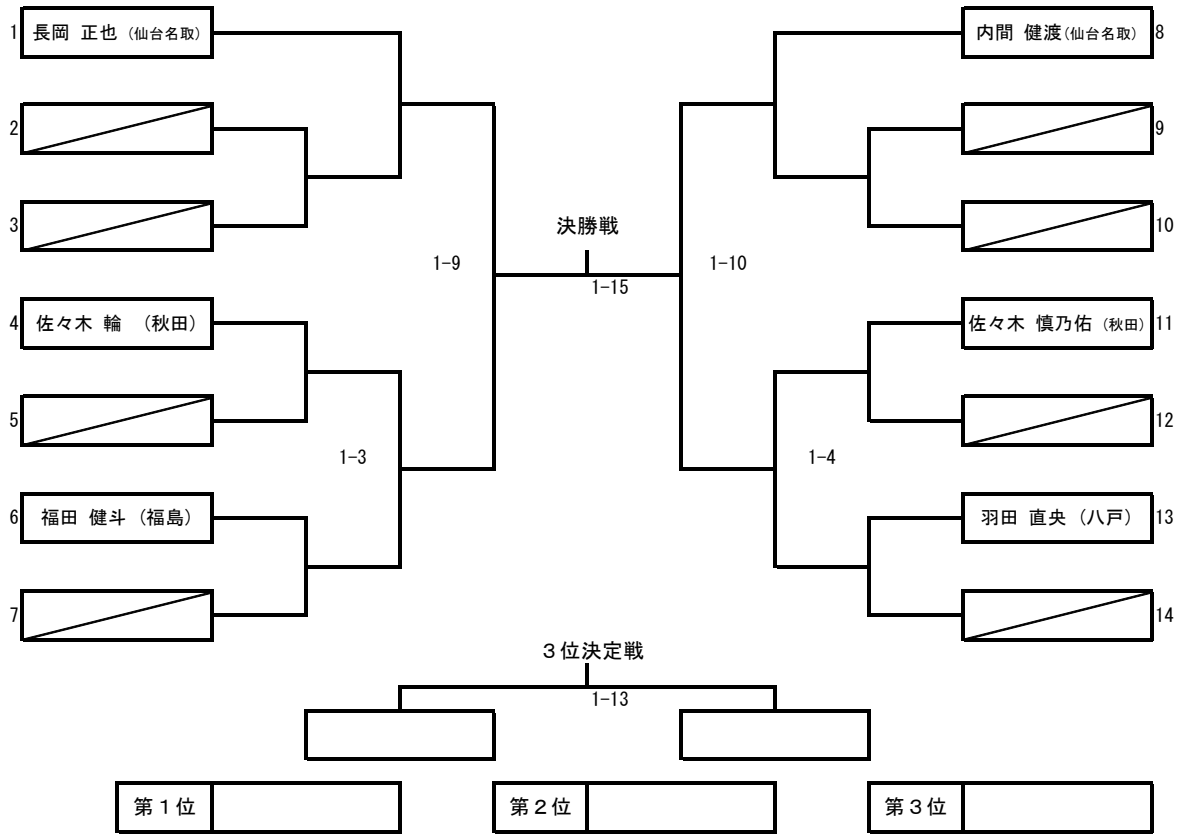 1 長岡 正也 (仙台名取)
2
3
4 佐々木 輪 (秋田)
5
6 福田 健斗 (福島)
7
1-9
1-3
決勝戦
1-15
1-10
1-4
内間 健渡(仙台名取) 8
9
10
佐々木 慎乃佑 (秋田) 11
12
羽田 直央 (八戸) 13
14
3位決定戦
1-13
第1位
第2位
第3位